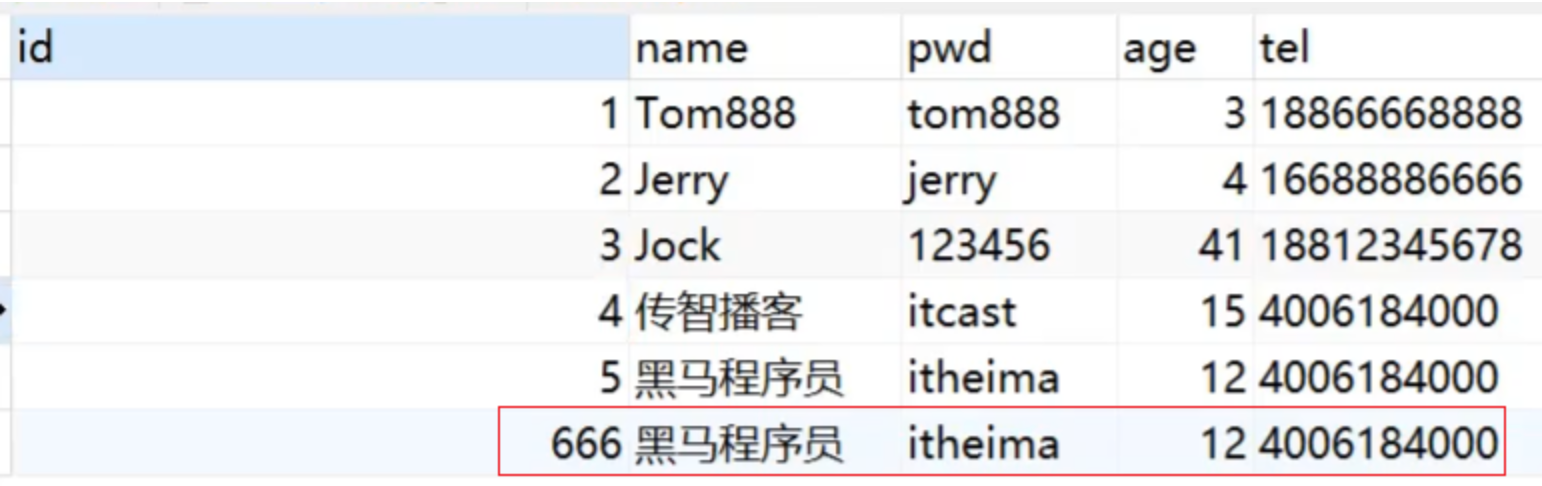 id name pwd age tel
1 Tom888 tom888 3 18866668888
2 Jerry jerry 4 16688886666
3 Jock 123456 41 18812345678
4 传智播客 itcast 15 4006184000
5 黑马程序员 itheima 12 4006184000
666 黑马程序员 itheima 12 4006184000